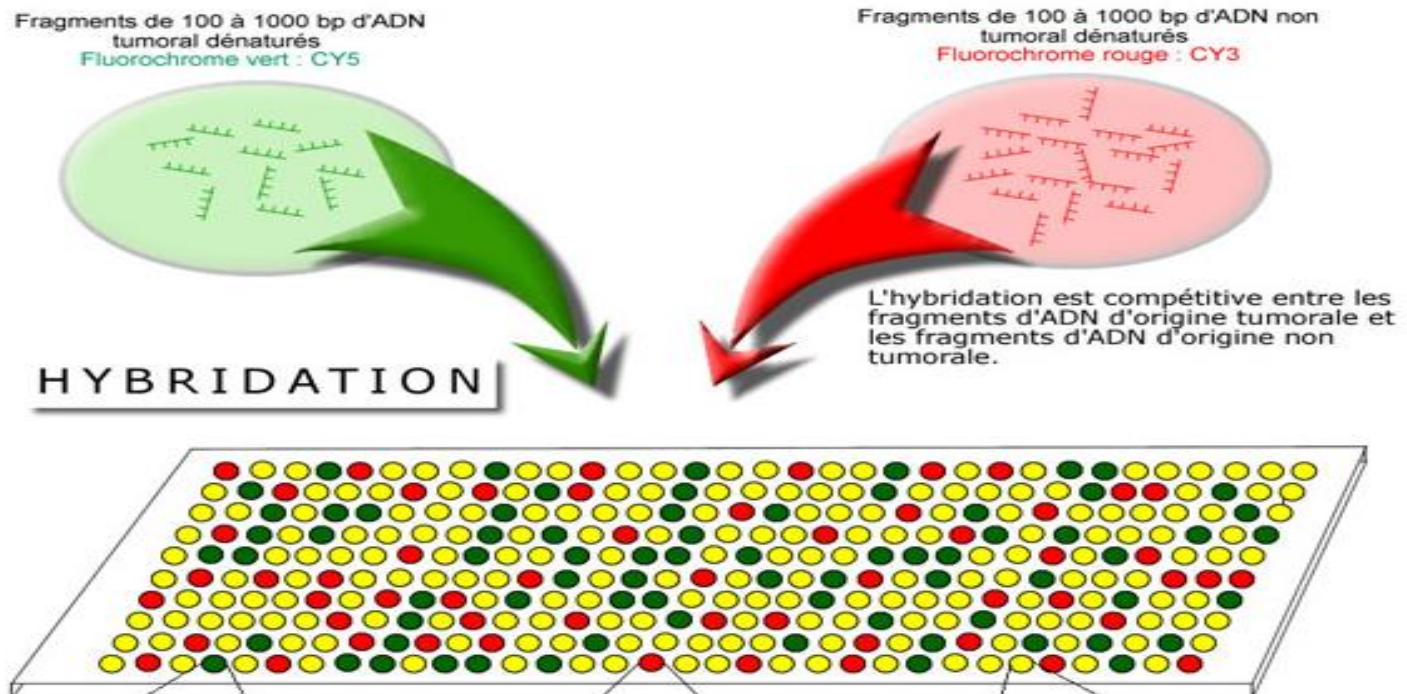 Fragments de 100 à 1000 bp d'ADN
tumoral dénaturés
Fluorochrome vert : CY5
Fragments de 100 à 1000 bp d'ADN non
tumoral dénaturés
Fluorochrome rouge : CY3
L'hybridation est compétitive entre les
fragments d'ADN d'origine tumorale et
les fragments d'ADN d'origine non
tumorale.
HYBRIDATION